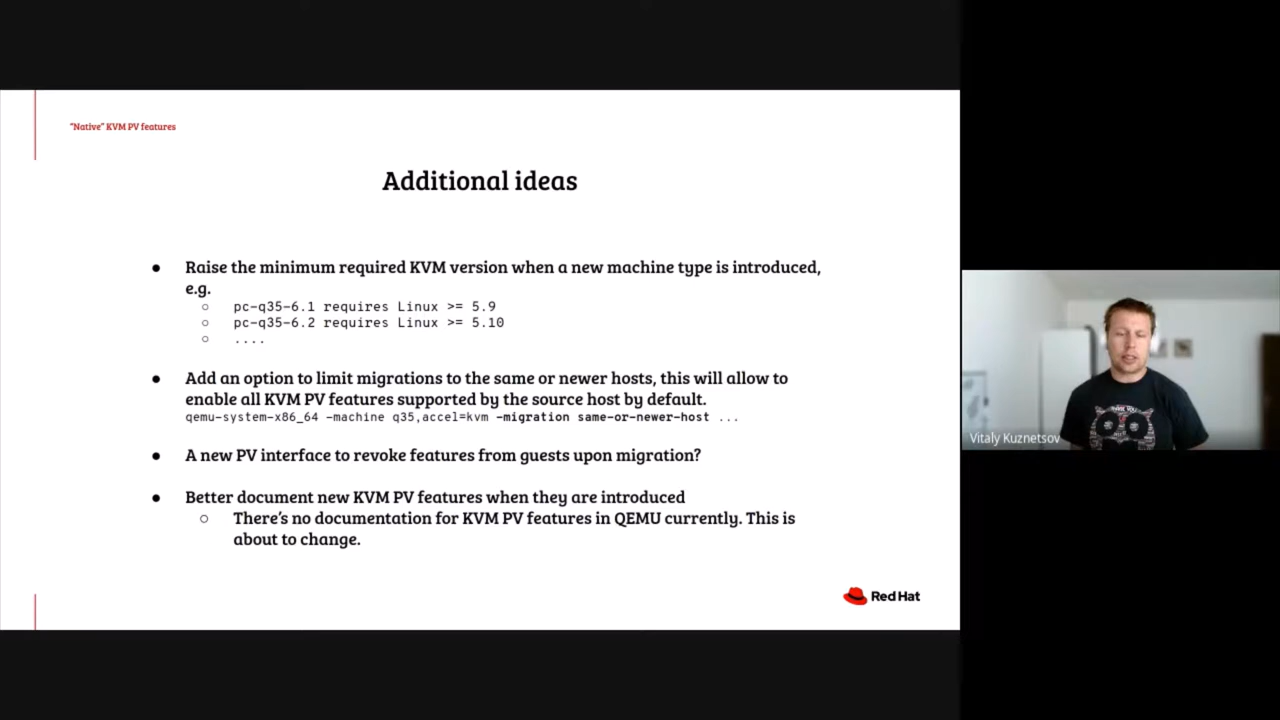 "Native" KVM PV features
Additional ideas
● Raise the minimum required KVM version when a new machine type is introduced,
e.g.
○ pc-q35-6.1 requires Linux >= 5.9
○ pc-q35-6.2 requires Linux >= 5.10
○ ....
● Add an option to limit migrations to the same or newer hosts, this will allow to
enable all KVM PV features supported by the source host by default.
qemu-system-x86_64 -machine q35,accel=kvm -migration same-or-newer-host ...
● A new PV interface to revoke features from guests upon migration?
● Better document new KVM PV features when they are introduced
○ There's no documentation for KVM PV features in QEMU currently. This is
about to change.
Red Hat
Vitaly Kuznetsov